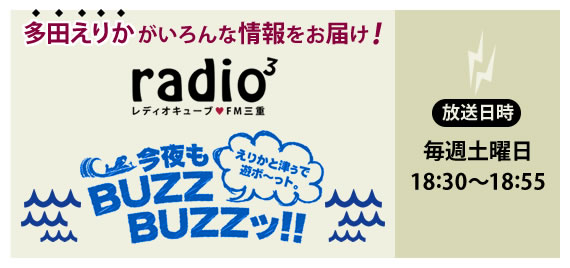 多田えりかがいろんな情報をお届け!
radio3
レディオキューブ♥FM三重
今夜も
BUZZ
BUZZッ!!
えりかと津ぅで
遊ボ〜っト。
放送日時
毎週土曜日
18:30〜18:55